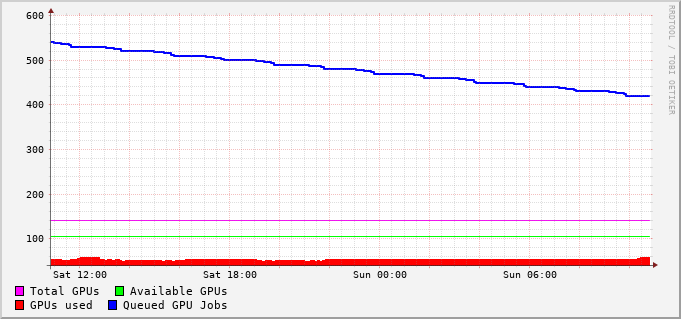 600
500
400
300
200
100
Sat 12:00 Sat 18:00 Sun 00:00 Sun 06:00
Total GPUs Available GPUs
GPUs used Queued GPU Jobs
RRDTOOL / TOBI OETIKER